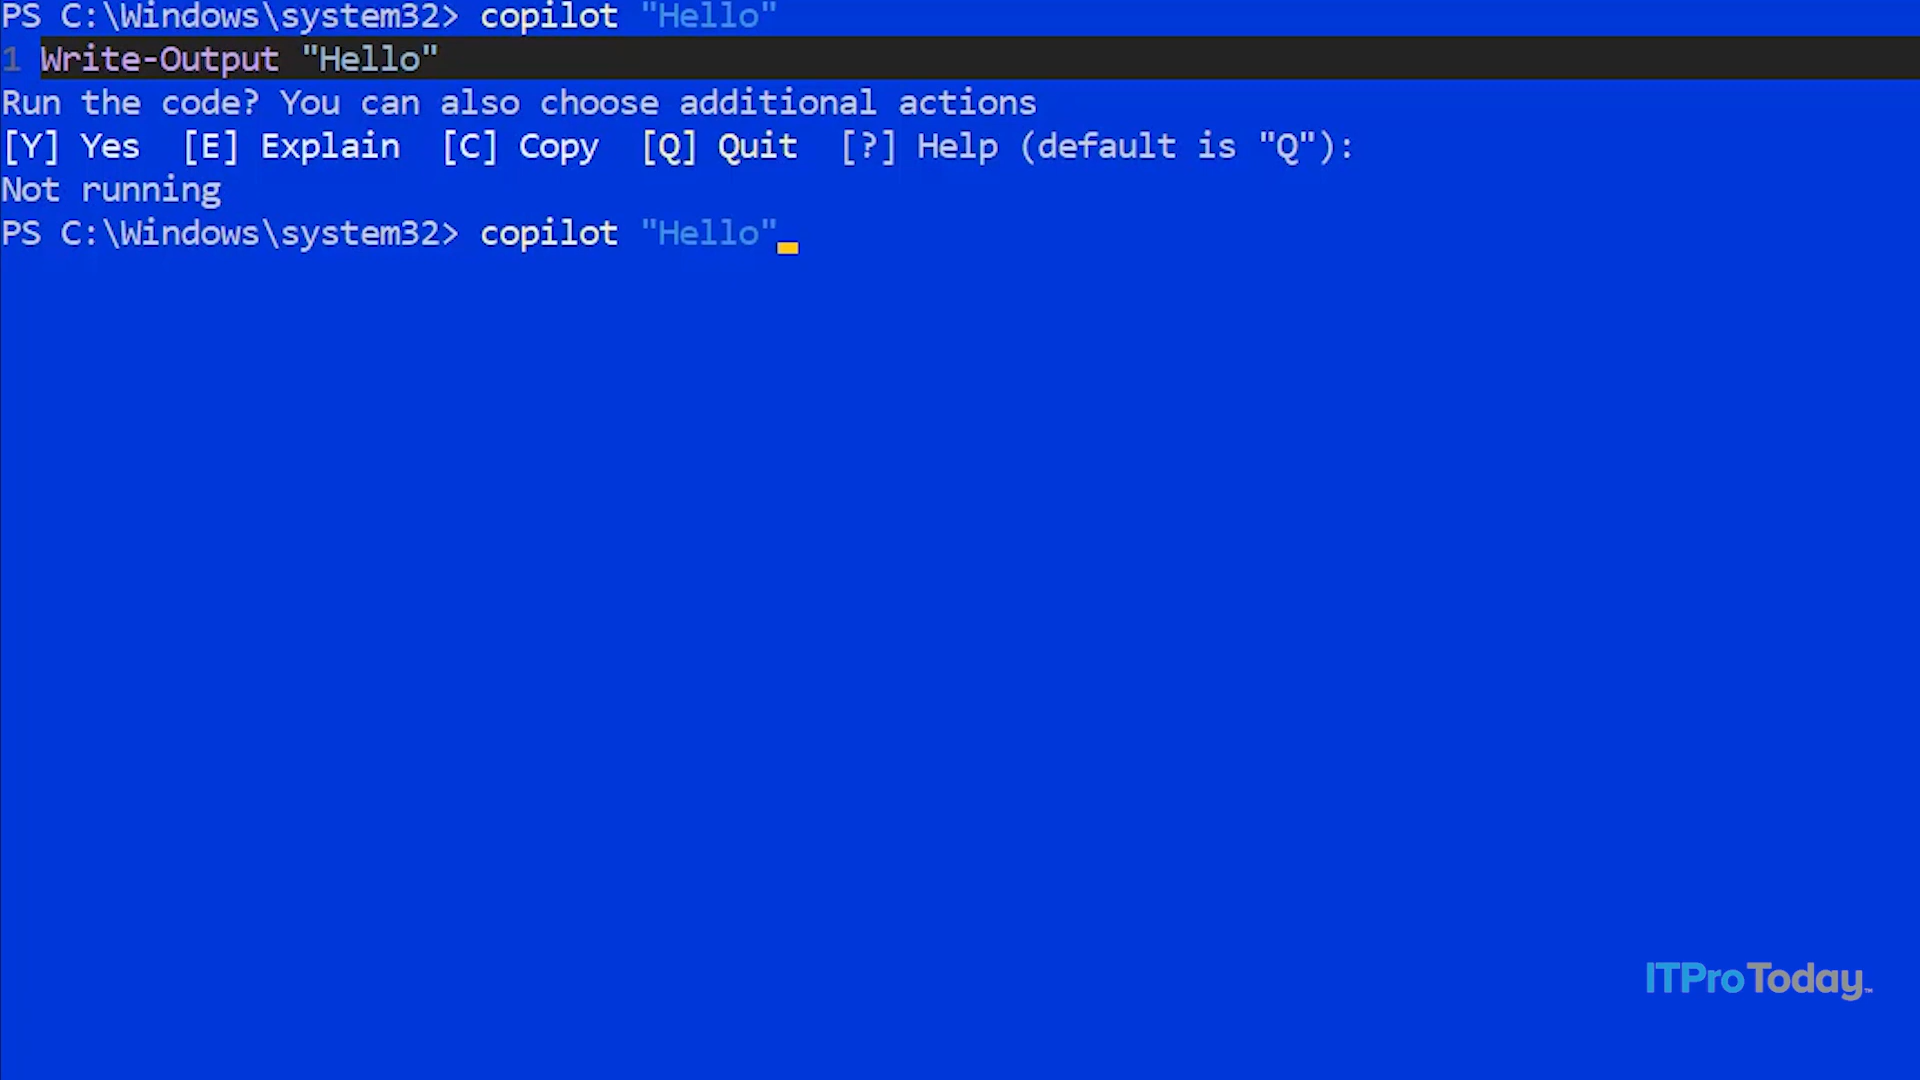 PS C:\Windows\system32> copilot "Hello"
1 Write-Output "Hello"
Run the code? You can also choose additional actions
[Y] Yes  [E] Explain  [C] Copy  [Q] Quit  [?] Help (default is "Q"):
Not running
PS C:\Windows\system32> copilot "Hello"
ITProToday™